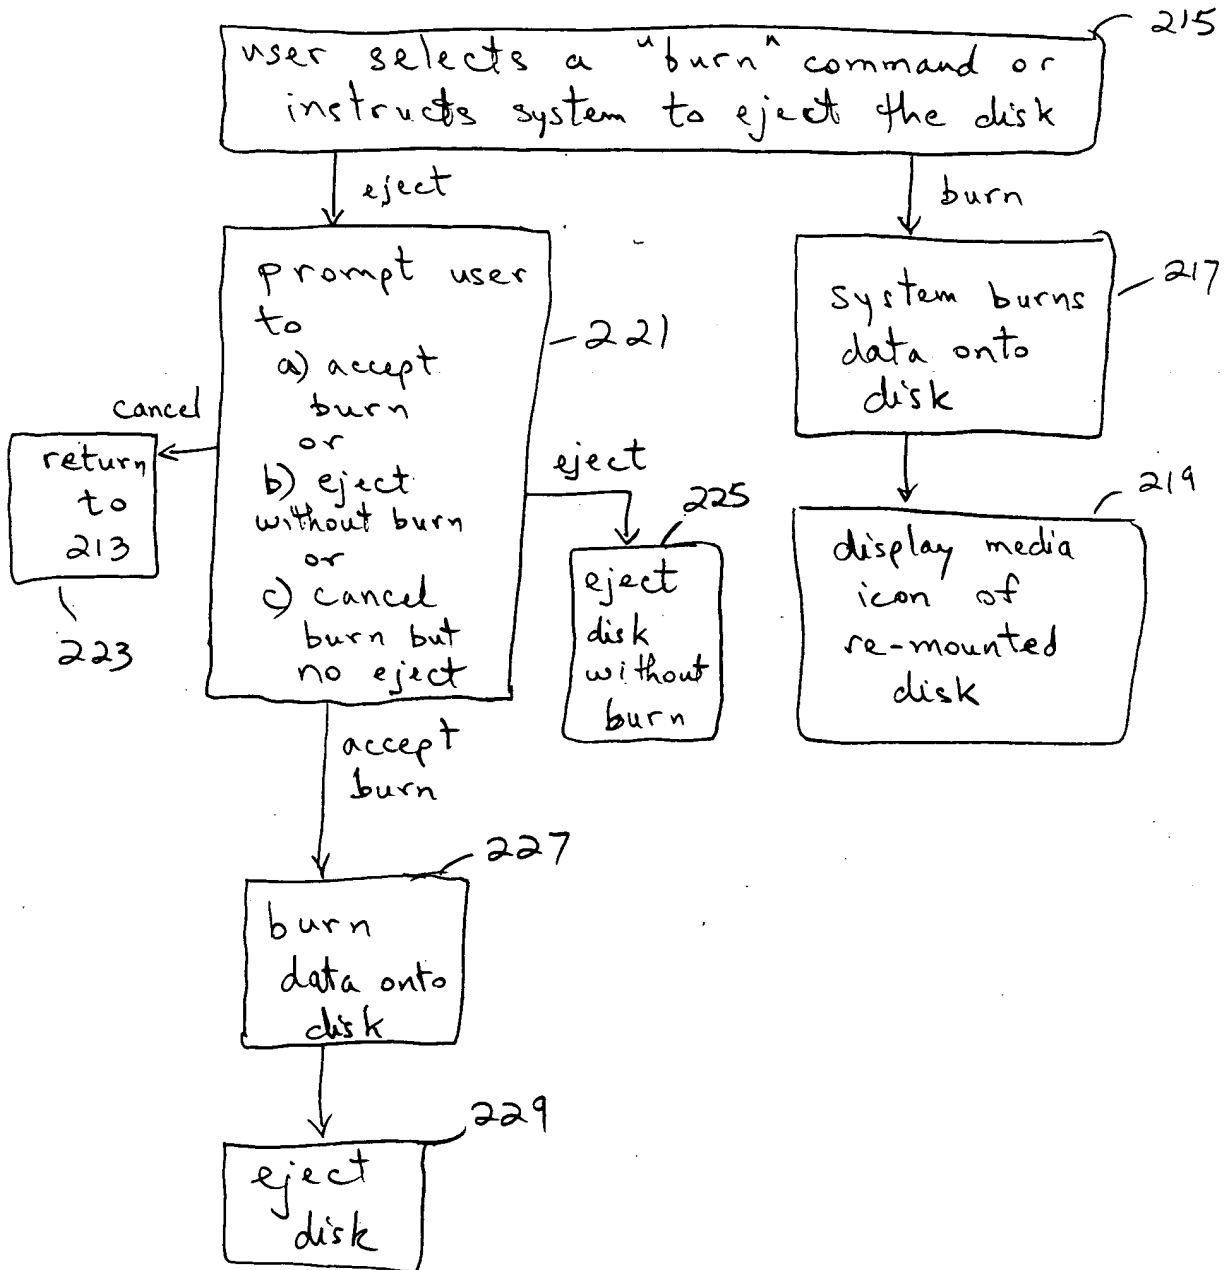 215
user selects a "burn" command or
instructs system to eject the disk
eject
burn
prompt user
to
a) accept
burn
or
b) eject
without burn
or
c) cancel
burn but
no eject
221
system burns
data onto
disk
217
cancel
return
to
213
223
eject
225
eject
disk
without
burn
219
display media
icon of
re-mounted
disk
accept
burn
227
burn
data onto
disk
229
eject
disk